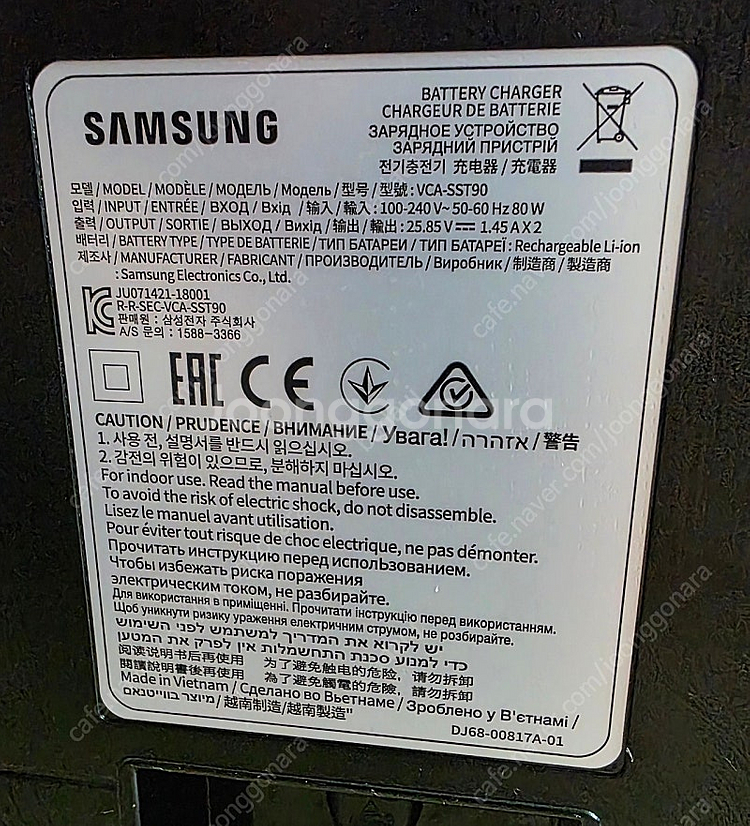 SAMSUNG
BATTERY CHARGER
CHARGEUR DE BATTERIE
ЗАРЯДНОЕ УСТРОЙСТВО
ЗАРЯДНИЙ ПРИСТРІЙ
전기충전기 充电器 / 充電器
모델 / MODEL / MODÈLE / МОДЕЛЬ / Модель / 型号 / 型號 : VCA-SST90
입력 / INPUT / ENTRÉE / ВХОД / Вхід / 输入 / 輸入 : 100-240 V~ 50-60 Hz 80 W
출력 / OUTPUT / SORTIE / ВЫХОД / Вихід / 输出 / 輸出 : 25.85 V⎓ 1.45 A X 2
배터리 / BATTERY TYPE / TYPE DE BATTERIE / ТИП БАТАРЕИ / ТИП БАТАРЕЇ : Rechargeable Li-ion
제조사 / MANUFACTURER / FABRICANT / ПРОИЗВОДИТЕЛЬ / Виробник / 制造商 / 製造商
: Samsung Electronics Co., Ltd.
JU071421-18001
R-R-SEC-VCA-SST90
판매원 : 삼성전자 주식회사
A/S 문의 : 1588-3366
EAC CE
joonggonara
CAUTION / PRUDENCE / ВНИМАНИЕ / Увага! / אזהרה / 警告
1. 사용 전, 설명서를 반드시 읽으십시오.
2. 감전의 위험이 있으므로, 분해하지 마십시오.
For indoor use. Read the manual before use.
To avoid the risk of electric shock, do not disassemble.
Lisez le manuel avant utilisation.
Pour éviter tout risque de choc electrique, ne pas démonter.
Прочитать инструкцию перед использованием.
Чтобы избежать риска поражения
электрическим током, не разбирайте.
Для використання в приміщенні. Прочитати інструкцію перед використанням.
Щоб уникнути ризику ураження електричним струмом, не розбирайте.
יש לקרוא את המדריך למשתמש לפני השימוש
כדי למנוע סכנת התחשמלות אין לפרק את המטען
阅读说明书后再使用 为了避免触电的危险, 请勿拆卸
閱讀說明書後再使用 為了避免觸電的危險, 請勿拆卸
Made in Vietnam / Сделано во Вьетнаме / Зроблено у В'єтнамі /
מיוצר בווייטנאם / 越南制造 / 越南製造"
DJ68-00817A-01
cafe.naver.com/joonggonara